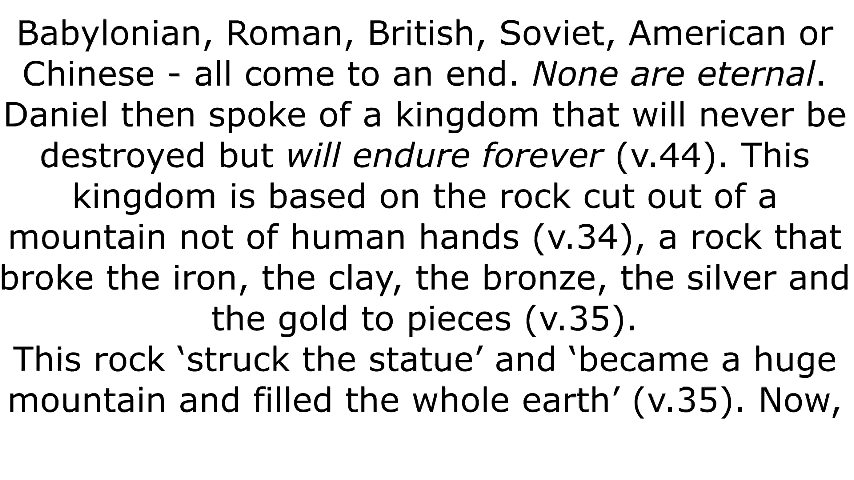 Babylonian, Roman, British, Soviet, American or
Chinese - all come to an end. None are eternal.
Daniel then spoke of a kingdom that will never be
destroyed but will endure forever (v.44). This
kingdom is based on the rock cut out of a
mountain not of human hands (v.34), a rock that
broke the iron, the clay, the bronze, the silver and
the gold to pieces (v.35).
This rock ‘struck the statue’ and ‘became a huge
mountain and filled the whole earth’ (v.35). Now,